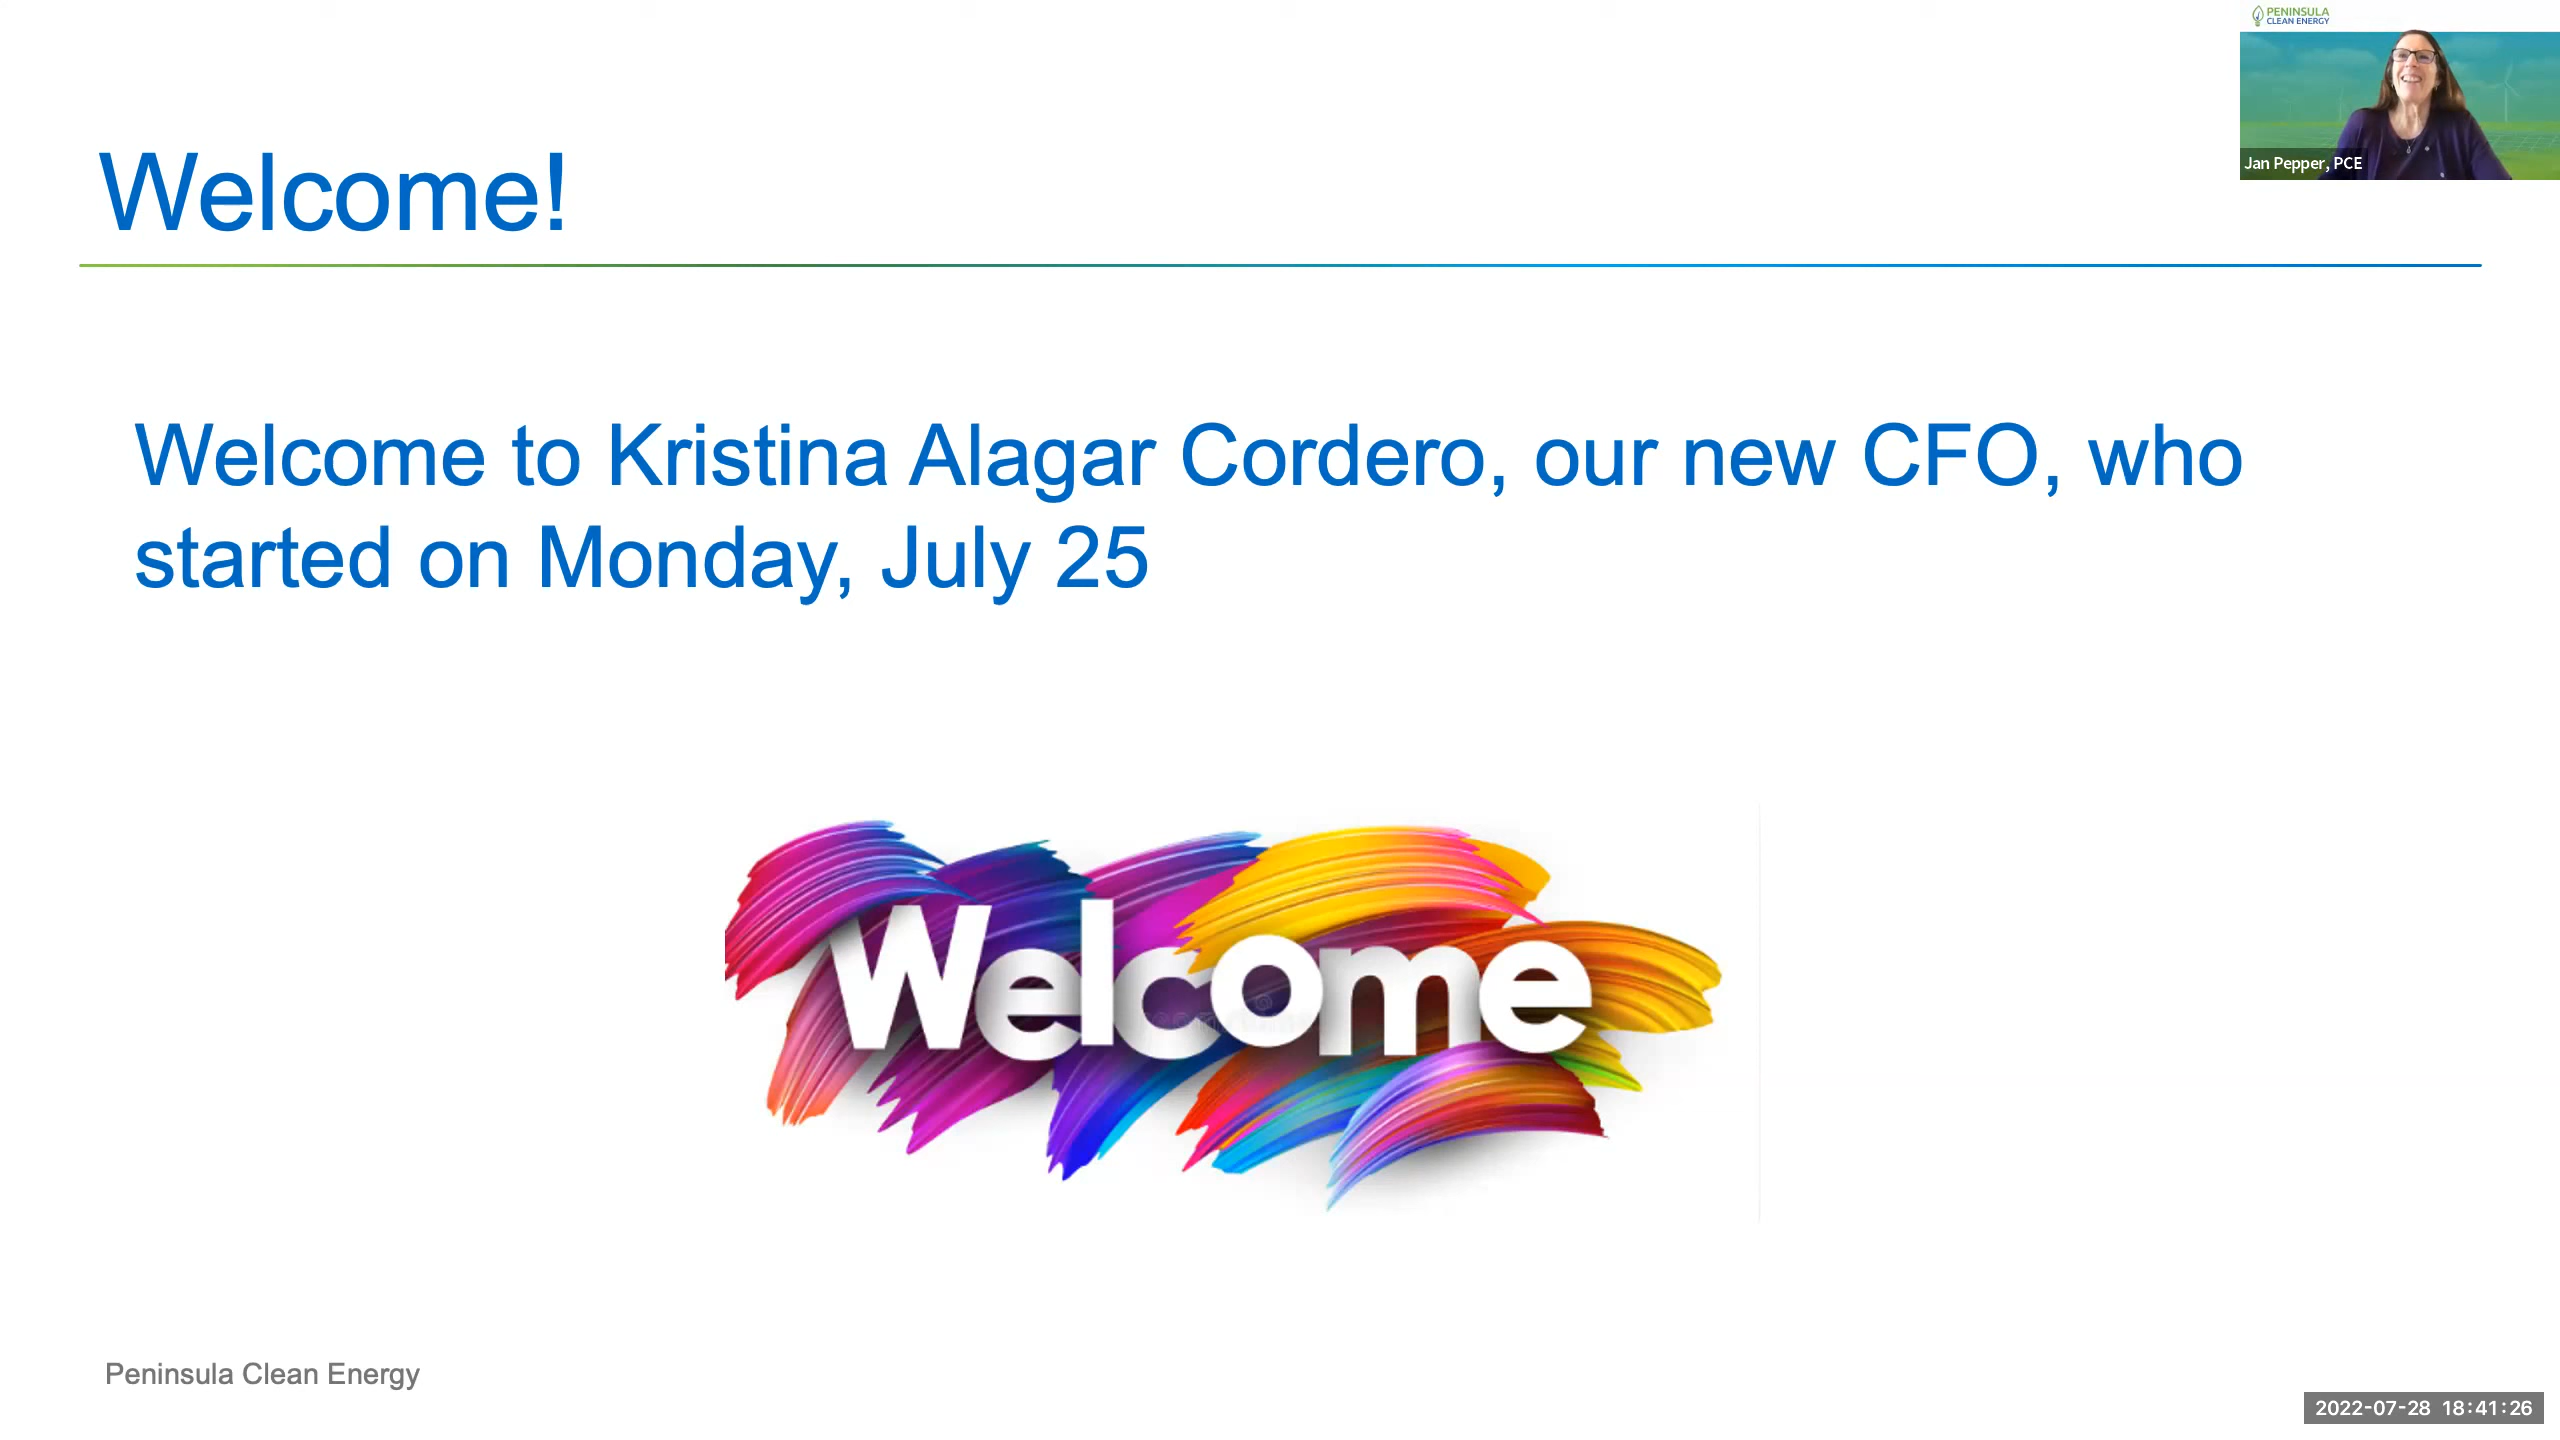 PENINSULA
CLEAN ENERGY
Jan Pepper, PCE
Welcome!
Welcome to Kristina Alagar Cordero, our new CFO, who
started on Monday, July 25
Welcome
Peninsula Clean Energy
2022-07-28 18:41:26